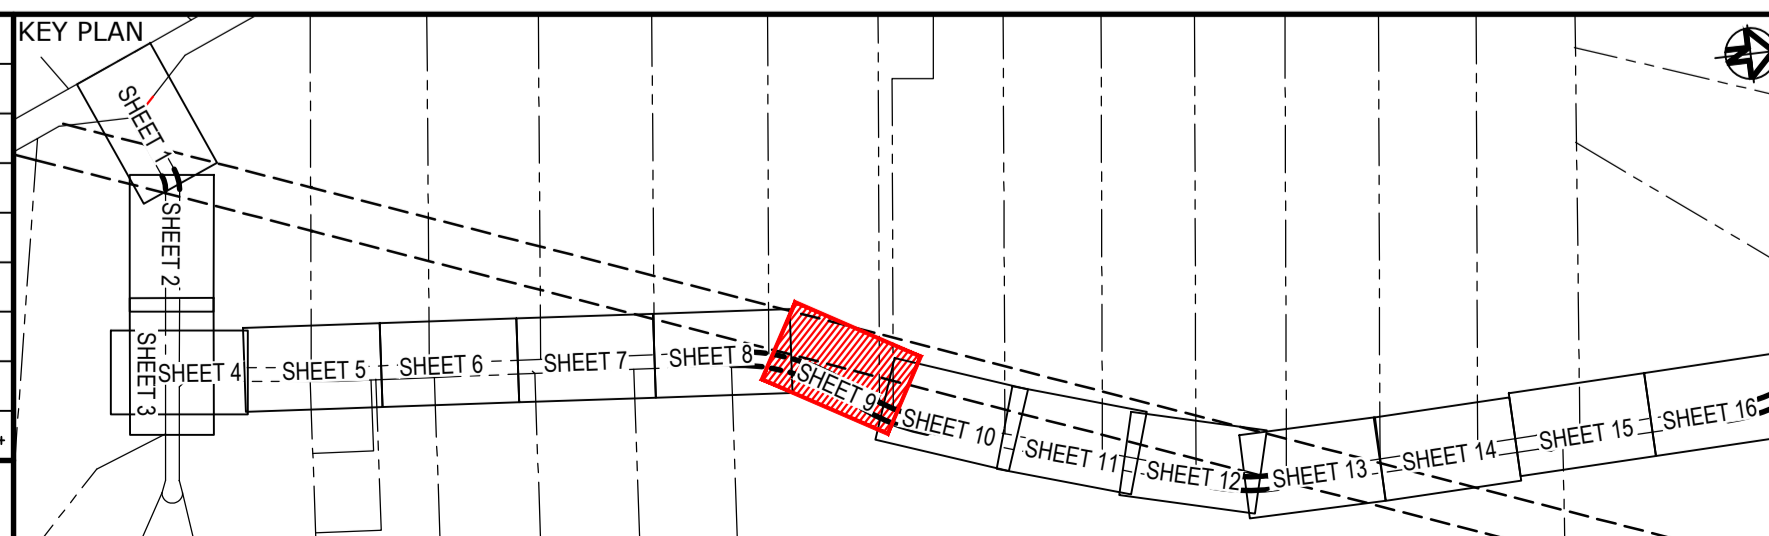 KEY PLAN
SHEET 1
SHEET 2
SHEET 3
SHEET 4
SHEET 5
SHEET 6
SHEET 7
SHEET 8
SHEET 9
SHEET 10
SHEET 11
SHEET 12
SHEET 13
SHEET 14
SHEET 15
SHEET 16
N